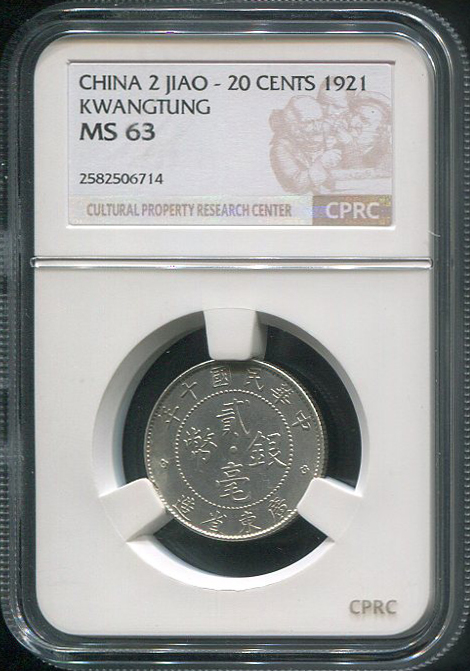 CHINA 2 JIAO - 20 CENTS 1921
KWANGTUNG
MS 63
2582506714
CULTURAL PROPERTY RESEARCH CENTER CPRC
中華民國十年
貳毫
銀幣
廣東省造
CPRC